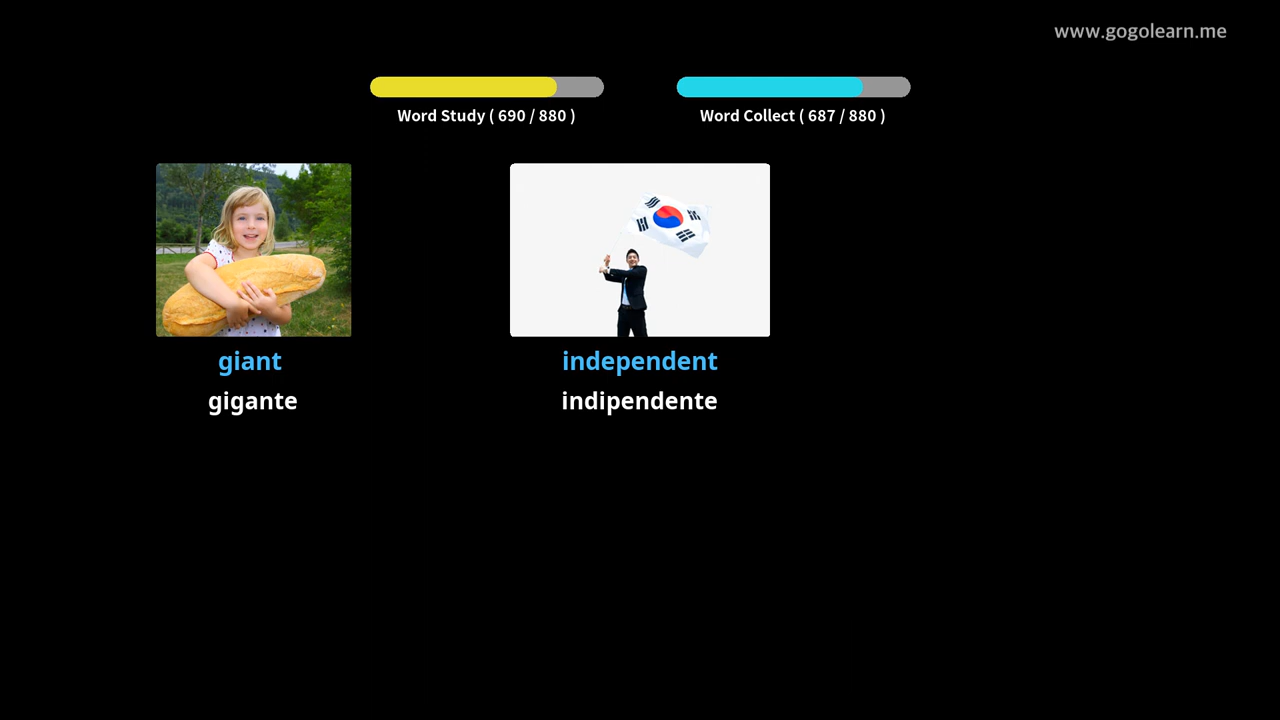 www.gogolearn.me
Word Study ( 690 / 880 )
Word Collect ( 687 / 880 )
giant
gigante
independent
indipendente